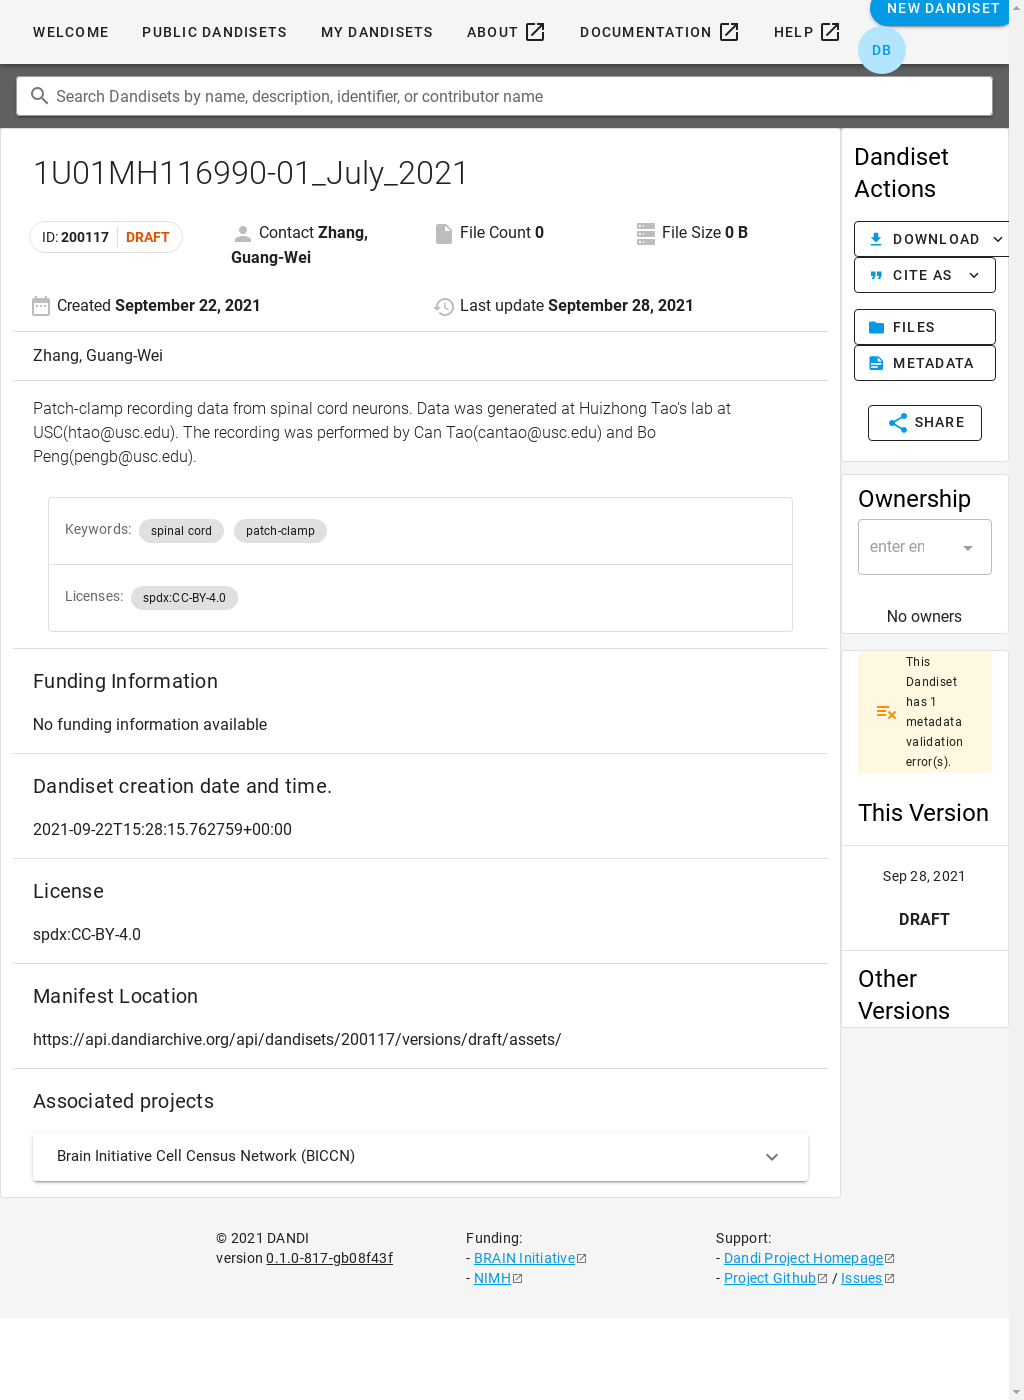 WELCOME PUBLIC DANDISETS MY DANDISETS ABOUT DOCUMENTATION HELP NEW DANDISET
DB
Search Dandisets by name, description, identifier, or contributor name
1U01MH116990-01_July_2021
ID: 200117 DRAFT
Contact Zhang,
Guang-Wei
File Count 0
File Size 0 B
Created September 22, 2021
Last update September 28, 2021
Zhang, Guang-Wei
Patch-clamp recording data from spinal cord neurons. Data was generated at Huizhong Tao's lab at
USC(htao@usc.edu). The recording was performed by Can Tao(cantao@usc.edu) and Bo
Peng(pengb@usc.edu).
Keywords: spinal cord patch-clamp
Licenses: spdx:CC-BY-4.0
Funding Information
No funding information available
Dandiset creation date and time.
2021-09-22T15:28:15.762759+00:00
License
spdx:CC-BY-4.0
Manifest Location
https://api.dandiarchive.org/api/dandisets/200117/versions/draft/assets/
Associated projects
Brain Initiative Cell Census Network (BICCN)
Dandiset
Actions
DOWNLOAD
CITE AS
FILES
METADATA
SHARE
Ownership
enter en
No owners
This
Dandiset
has 1
metadata
validation
error(s).
This Version
Sep 28, 2021
DRAFT
Other
Versions
© 2021 DANDI
version 0.1.0-817-gb08f43f
Funding:
- BRAIN Initiative
- NIMH
Support:
- Dandi Project Homepage
- Project Github / Issues